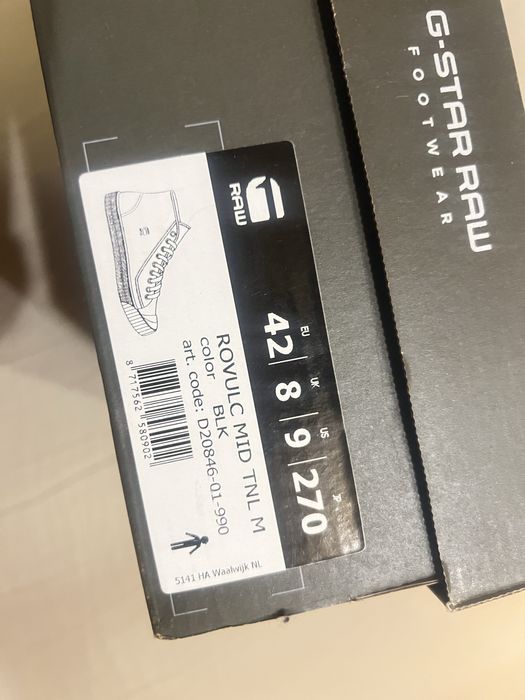 G-STAR RAW
FOOTWEAR
RAW
EU UK US JP
42 8 9 270
ROVULC MID TNL M
color BLK
art. code: D20846-01-990
8 717562 580902
5141 HA Waalwijk NL